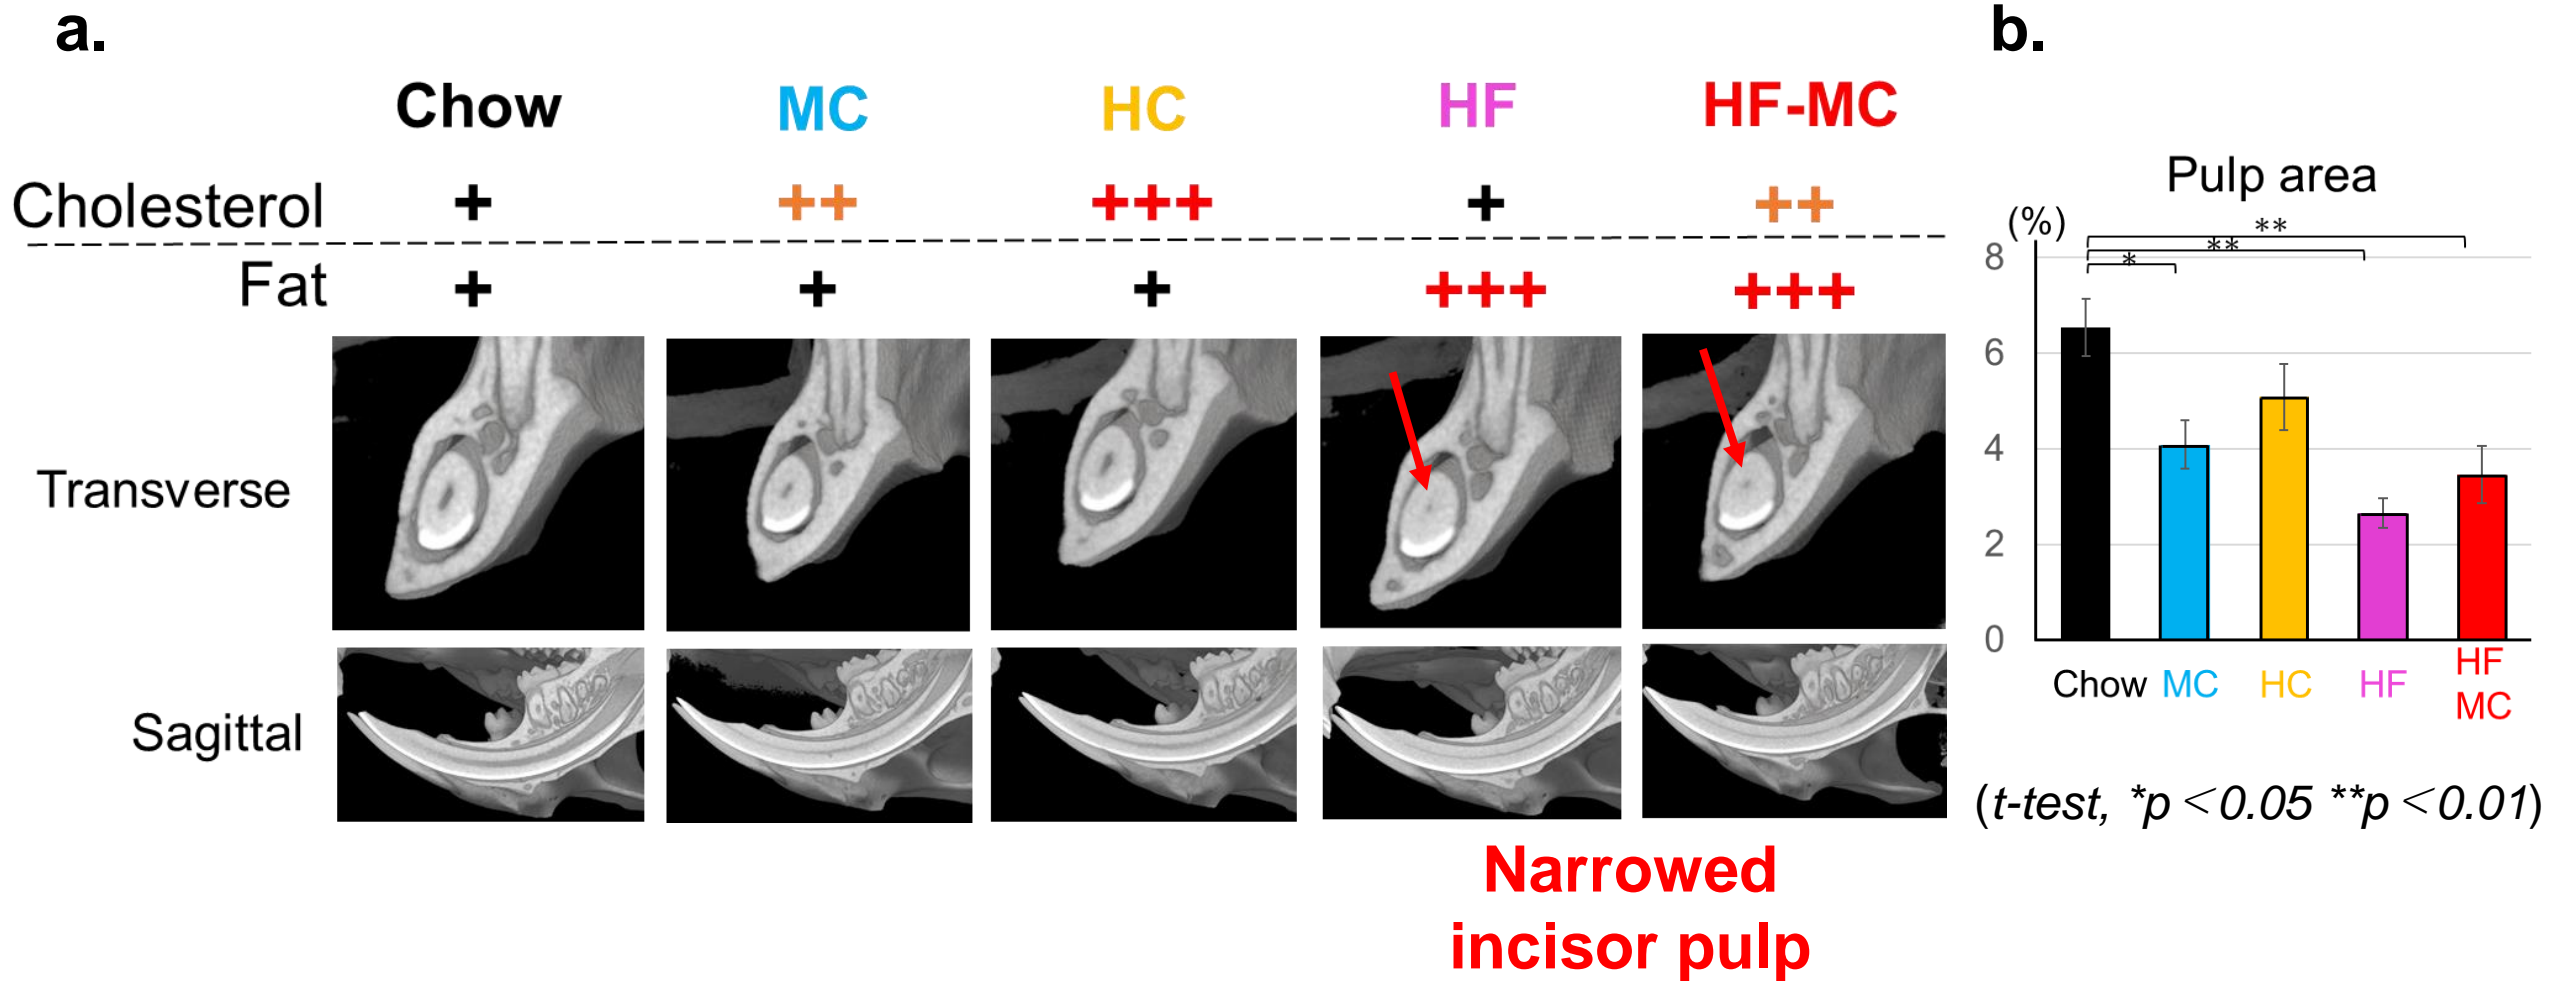 a.
Chow MC HC HF HF-MC
Cholesterol + ++ +++ + ++
Fat + + + +++ +++
Transverse
Sagittal
Narrowed
incisor pulp
b.
Pulp area
(%)
**
**
*
8
6
4
2
0
Chow MC HC HF HF
MC
(t-test, *p<0.05 **p<0.01)